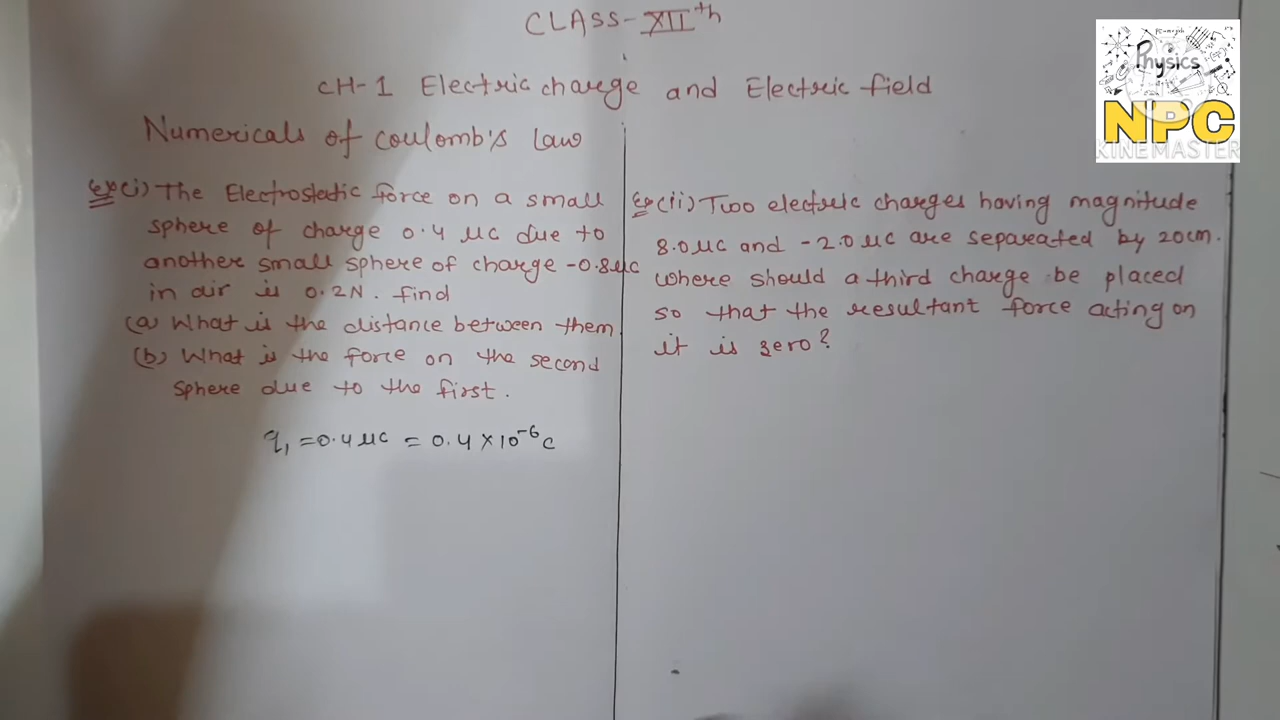 CLASS-XIIth
CH-1 Electric charge and Electric field
Numericals of coulomb's Law
Ex(i) The Electrostatic force on a small
sphere of charge 0.4 μc due to
another small sphere of charge -0.8μc
in air is 0.2N. find
(a) What is the distance between them
(b) What is the force on the second
sphere due to the first.
q₁ = 0.4 μc = 0.4 × 10⁻⁶ c
Ex(ii) Two electric charges having magnitude
8.0μc and -2.0 μc are separated by 20cm.
where should a third charge be placed
so that the resultant force acting on
it is zero?
Physics
NPC
KINEMASTER